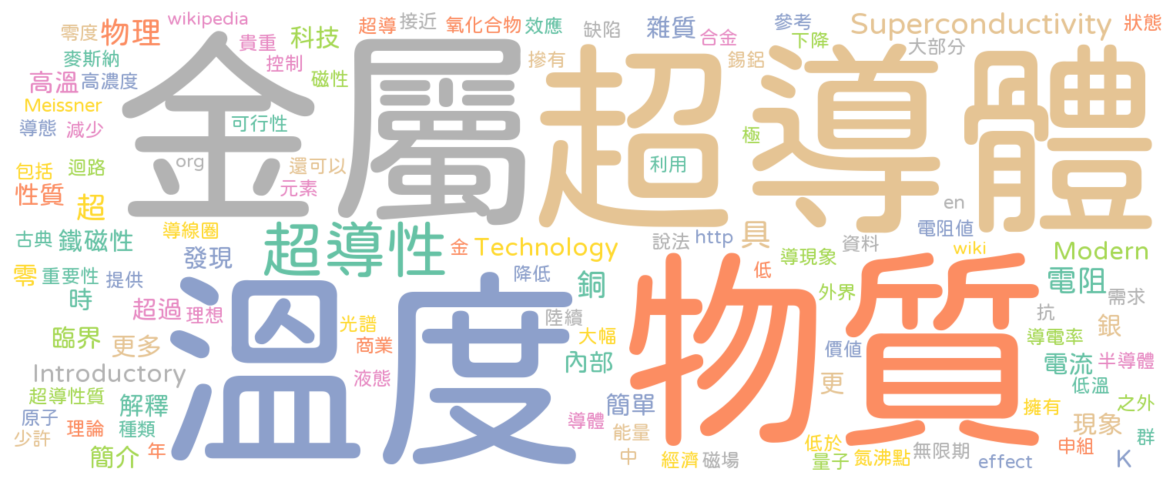 零度
物理
wikipedia
貴重
科技
超導
接近
氧化合物
效應
缺陷
雜質
合金
參考
下降
Superconductivity
大部分
狀態
麥斯納
高溫
高濃度
控制
磁性
摻有
錫鋁
Meissner
導態
減少
金屬
超導體
可行性
org
還可以
元素
利用
極
包括
迴路
性質
超
en
古典
鐵磁性
導線圈
發現
超導性
金
Technology
說法
http
具
導現象
資料
電阻值
wiki
Modern
零
重要性
提供
時
降低
銅
低
外界
電阻
需求
溫度
物質
超過
理想
光譜
陸續
大幅
抗
銀
導電率
臨界
更多
商業
內部
價值
電流
半導體
Introductory
液態
更
低溫
超導性質
解釋
簡單
擁有
之外
原子
理論
種類
導體
能量
現象
少許
簡介
年
中
經濟
磁場
低於
量子
氮沸點
無限期
effect
申組
群
K